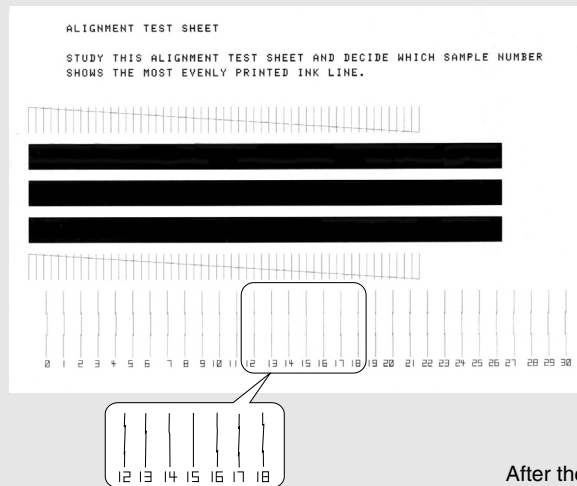 ALIGNMENT TEST SHEET
STUDY THIS ALIGNMENT TEST SHEET AND DECIDE WHICH SAMPLE NUMBER
SHOWS THE MOST EVENLY PRINTED INK LINE.
0 1 2 3 4 5 6 7 8 9 10 11 12 13 14 15 16 17 18 19 20 21 22 23 24 25 26 27 28 29 30
12 13 14 15 16 17 18
After the